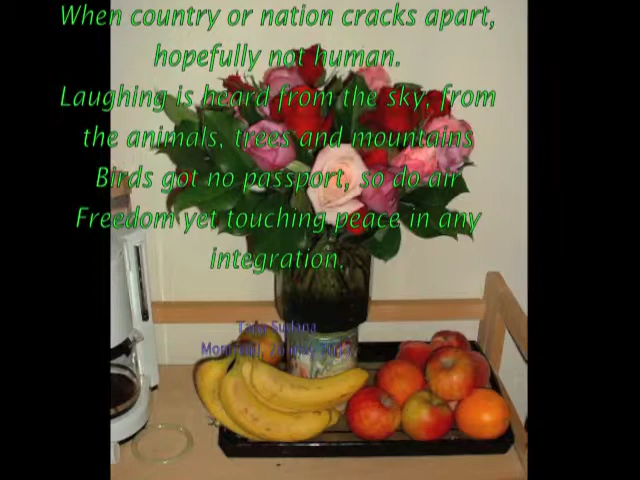 When country or nation cracks apart,
hopefully not human.
Laughing is heard from the sky, from
the animals, trees and mountains
Birds got no passport, so do air
Freedom yet touching peace in any
integration.